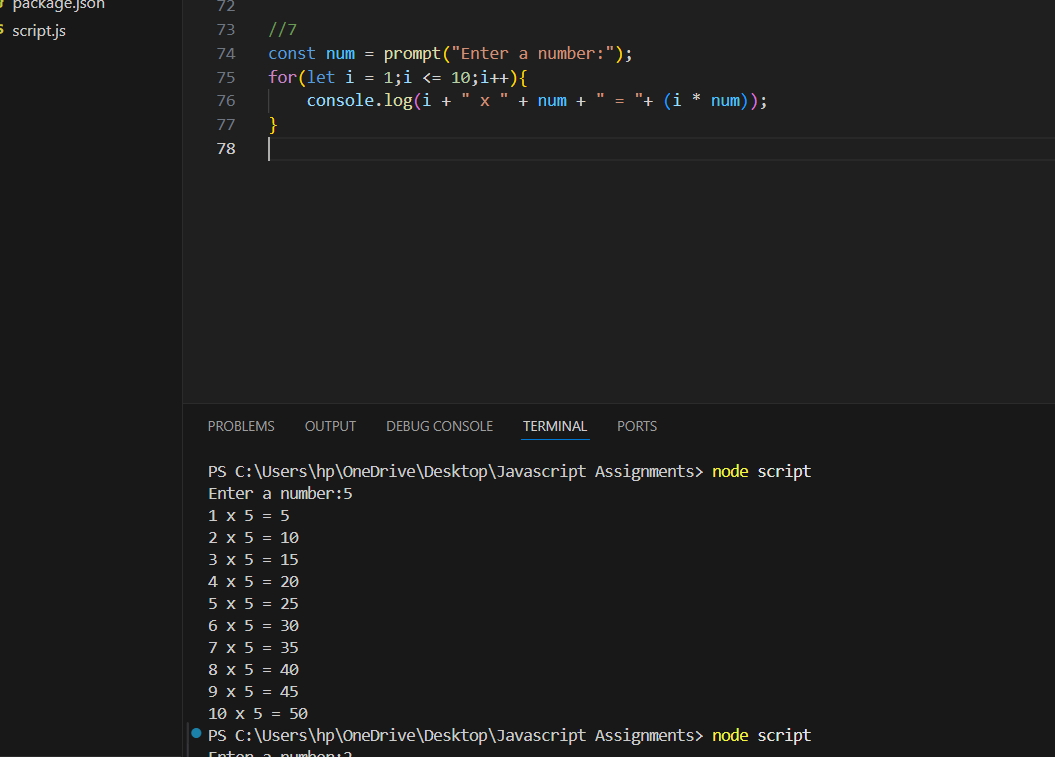 package.json
script.js
72
73 //7
74 const num = prompt("Enter a number:");
75 for(let i = 1;i <= 10;i++){
76 console.log(i + " x " + num + " = "+ (i * num));
77 }
78
PROBLEMS OUTPUT DEBUG CONSOLE TERMINAL PORTS
PS C:\Users\hp\OneDrive\Desktop\Javascript Assignments> node script
Enter a number:5
1 x 5 = 5
2 x 5 = 10
3 x 5 = 15
4 x 5 = 20
5 x 5 = 25
6 x 5 = 30
7 x 5 = 35
8 x 5 = 40
9 x 5 = 45
10 x 5 = 50
PS C:\Users\hp\OneDrive\Desktop\Javascript Assignments> node script
Enter a number: